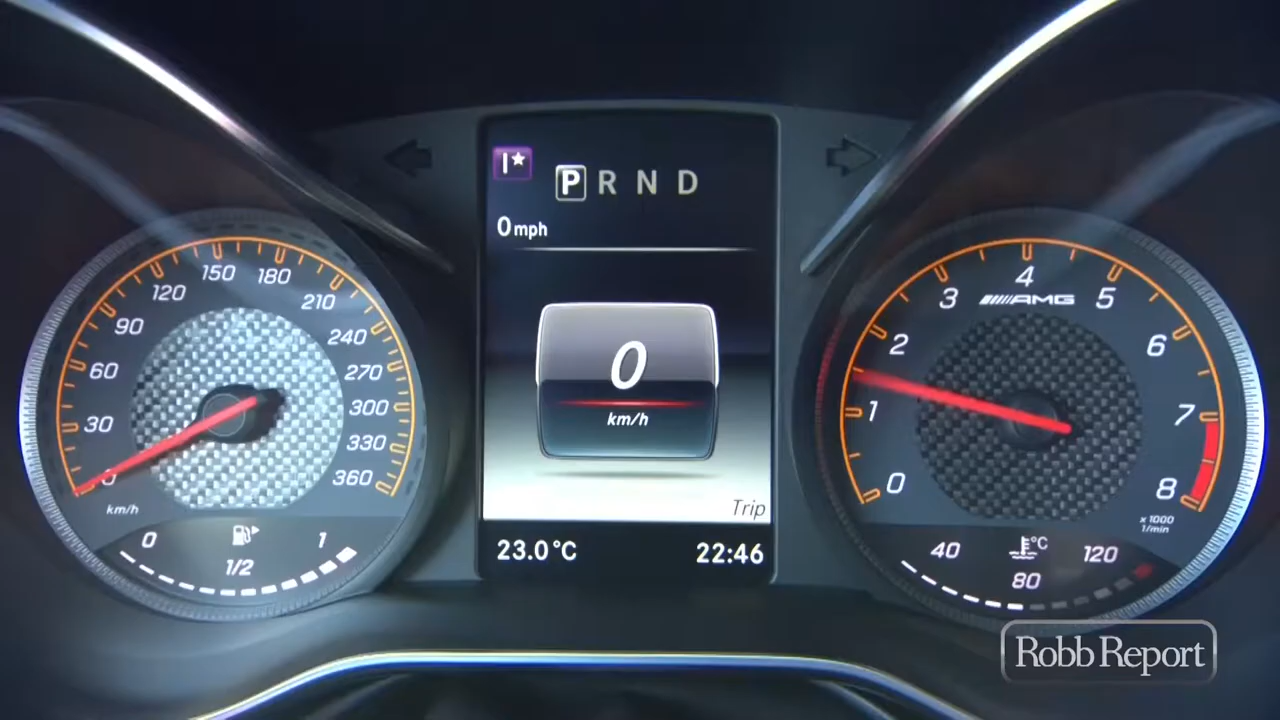 P R N D
0 mph
0
km/h
Trip
23.0 °C
22:46
0
30
60
90
120
150
180
210
240
270
300
330
360
km/h
0
1/2
1
0
1
2
3
4
5
6
7
8
AMG
x 1000
1/min
40
80
120
°C
Robb Report